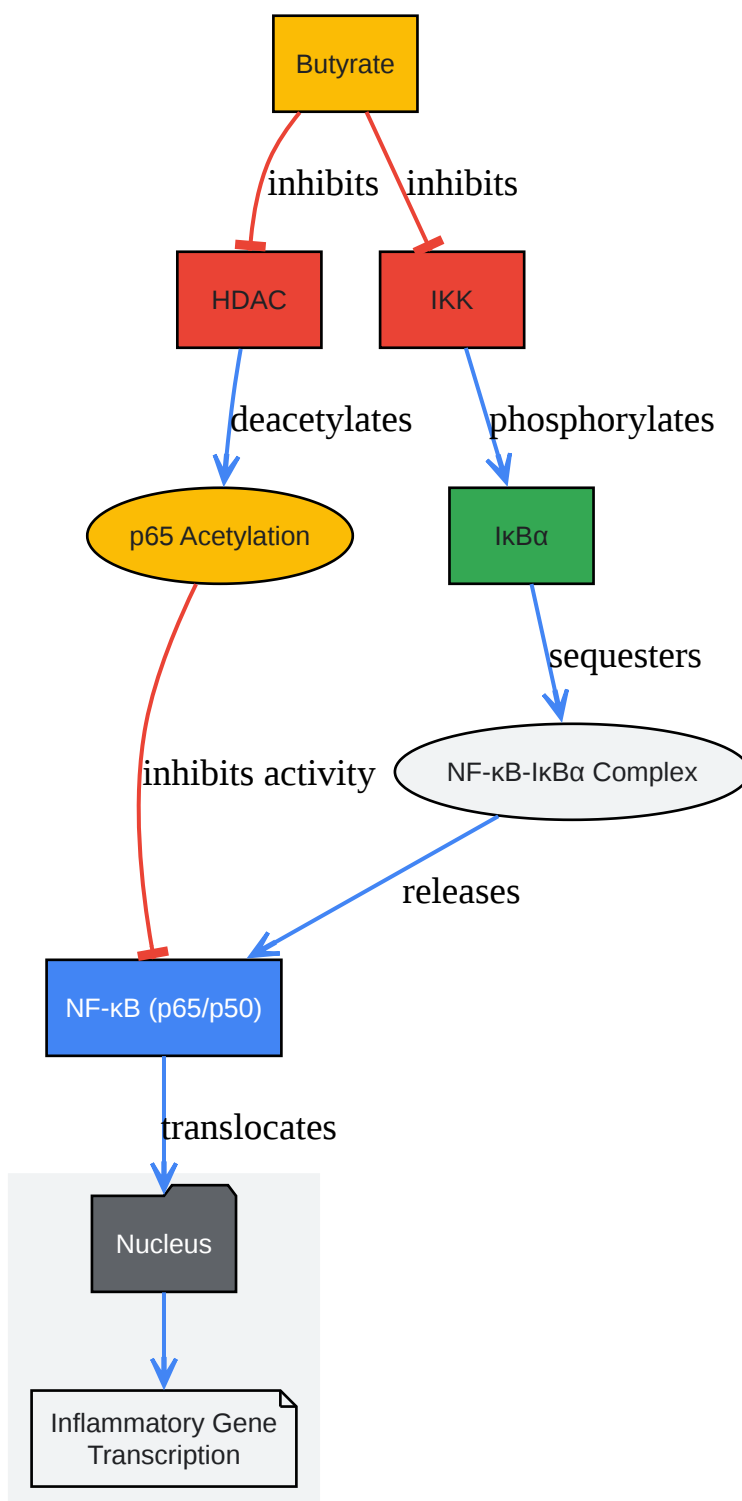 Butyrate
inhibits
inhibits
HDAC
IKK
deacetylates
phosphorylates
p65 Acetylation
IκBα
sequesters
inhibits activity
NF-κB-IκBα Complex
releases
NF-κB (p65/p50)
translocates
Nucleus
Inflammatory Gene
Transcription